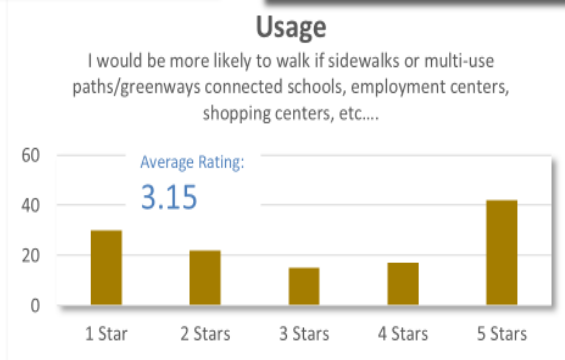 Usage
I would be more likely to walk if sidewalks or multi-use
paths/greenways connected schools, employment centers,
shopping centers, etc....
60
Average Rating:
3.15
40
20
0
1 Star 2 Stars 3 Stars 4 Stars 5 Stars